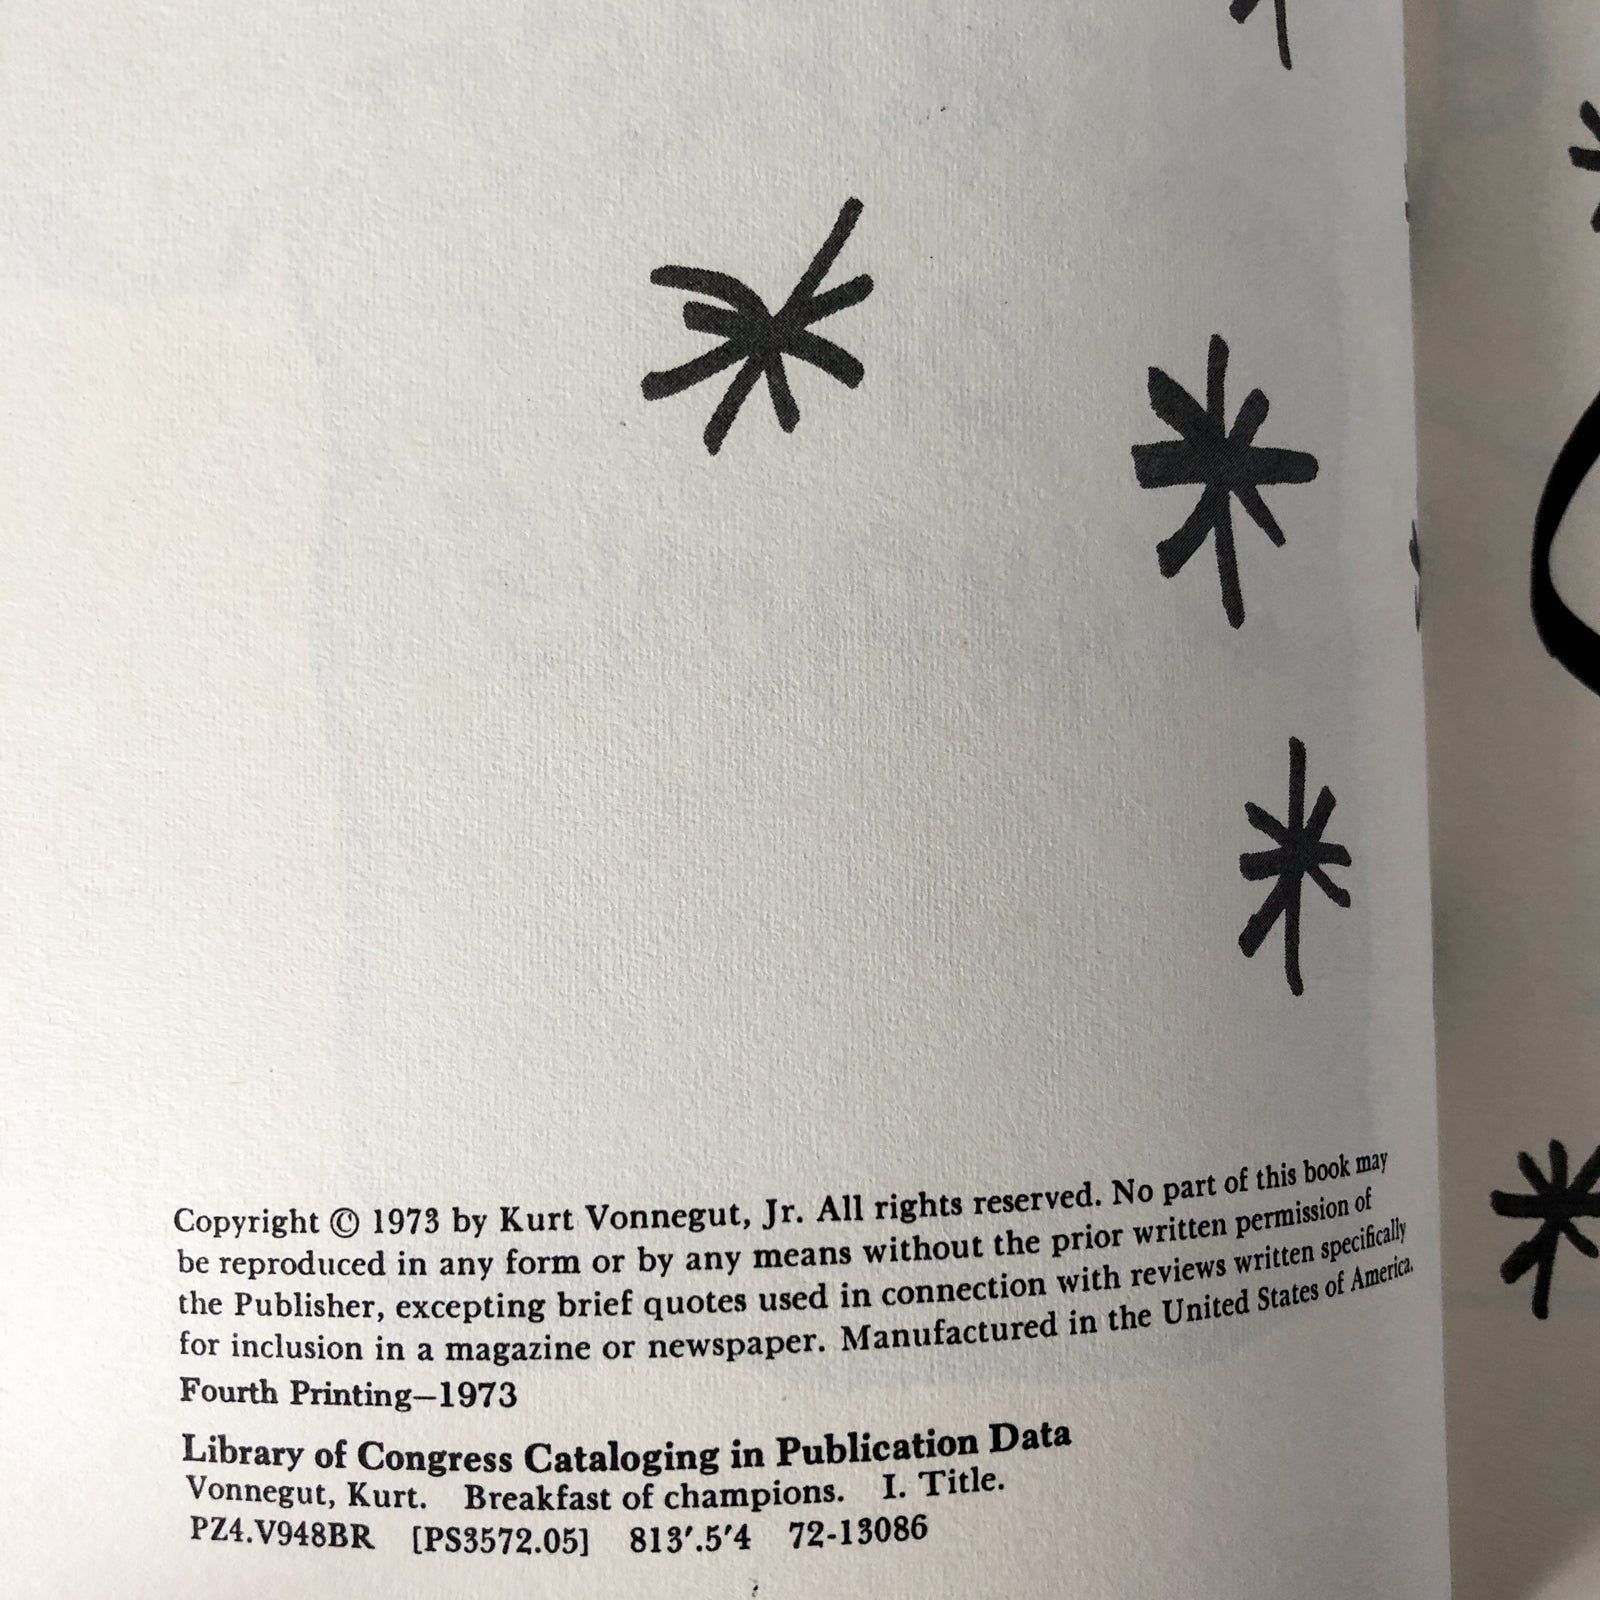 Copyright © 1973 by Kurt Vonnegut, Jr. All rights reserved. No part of this book may
be reproduced in any form or by any means without the prior written permission of
the Publisher, excepting brief quotes used in connection with reviews written specifically
for inclusion in a magazine or newspaper. Manufactured in the United States of America.
Fourth Printing—1973
Library of Congress Cataloging in Publication Data
Vonnegut, Kurt. Breakfast of champions. I. Title.
PZ4.V948BR [PS3572.05] 813'.5'4 72-13086